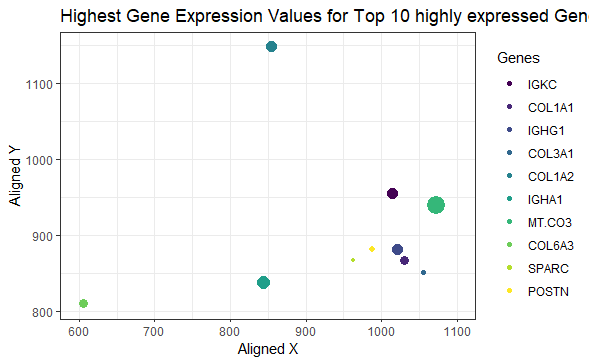 Highest Gene Expression Values for Top 10 highly expressed Gen
Genes
IGKC
COL1A1
IGHG1
COL3A1
COL1A2
IGHA1
MT.CO3
COL6A3
SPARC
POSTN
Aligned Y
1100
1000
900
800
600 700 800 900 1000 1100
Aligned X